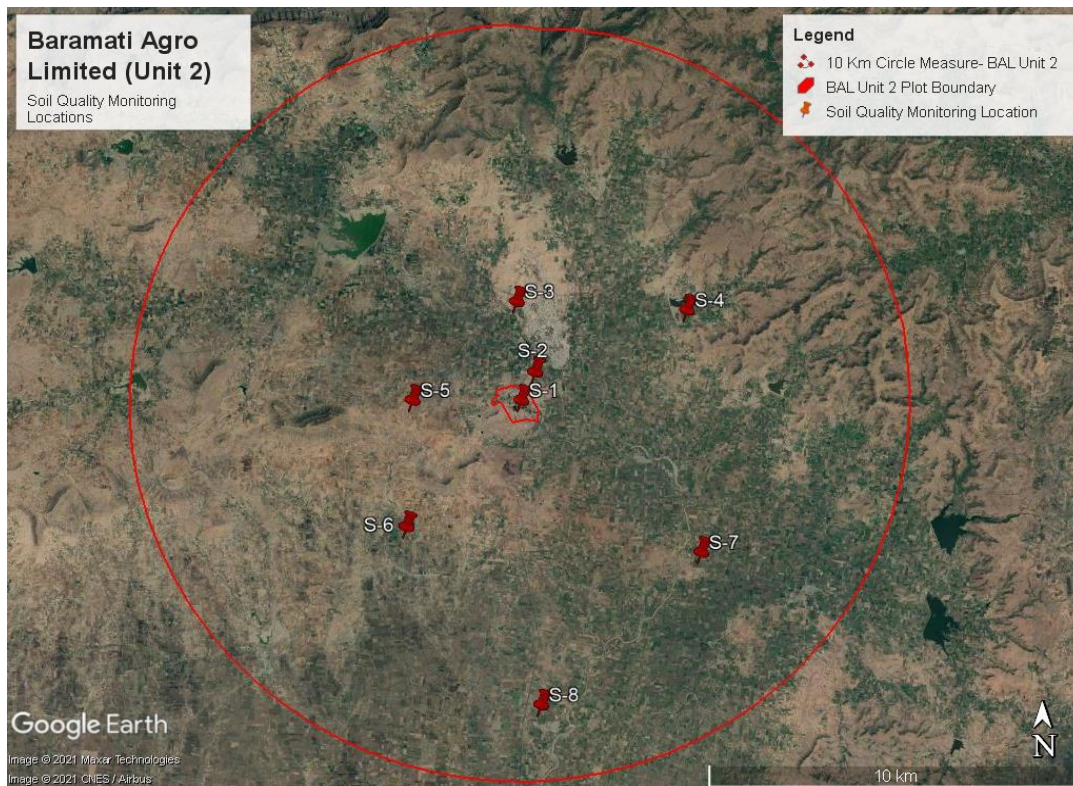 Baramati Agro
Limited (Unit 2)
Soil Quality Monitoring
Locations
Legend
10 Km Circle Measure- BAL Unit 2
BAL Unit 2 Plot Boundary
Soil Quality Monitoring Location
S-3
S-4
S-2
S-5
S-1
S-6
S-7
S-8
Google Earth
N
Image © 2021 Maxar Technologies
Image © 2021 CNES / Airbus
10 km